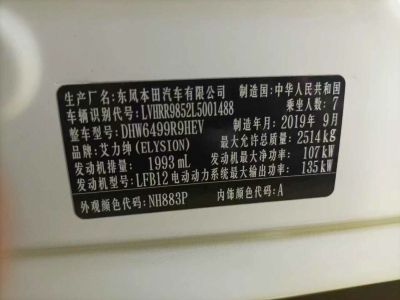 生产厂名:东风本田汽车有限公司 制造国:中华人民共和国
车辆识别代号:LVHRR9852L5001488 乘坐人数:7
整车型号:DHW6499R9HEV 制造年月:2019年9月
品牌:艾力绅(ELYSION) 最大允许总质量:2514kg
发动机排量:1993mL 发动机最大净功率:107kW
发动机型号:LFB12 电动动力系统最大输出功率:135kW
外观颜色代码:NH883P 内饰颜色代码:A